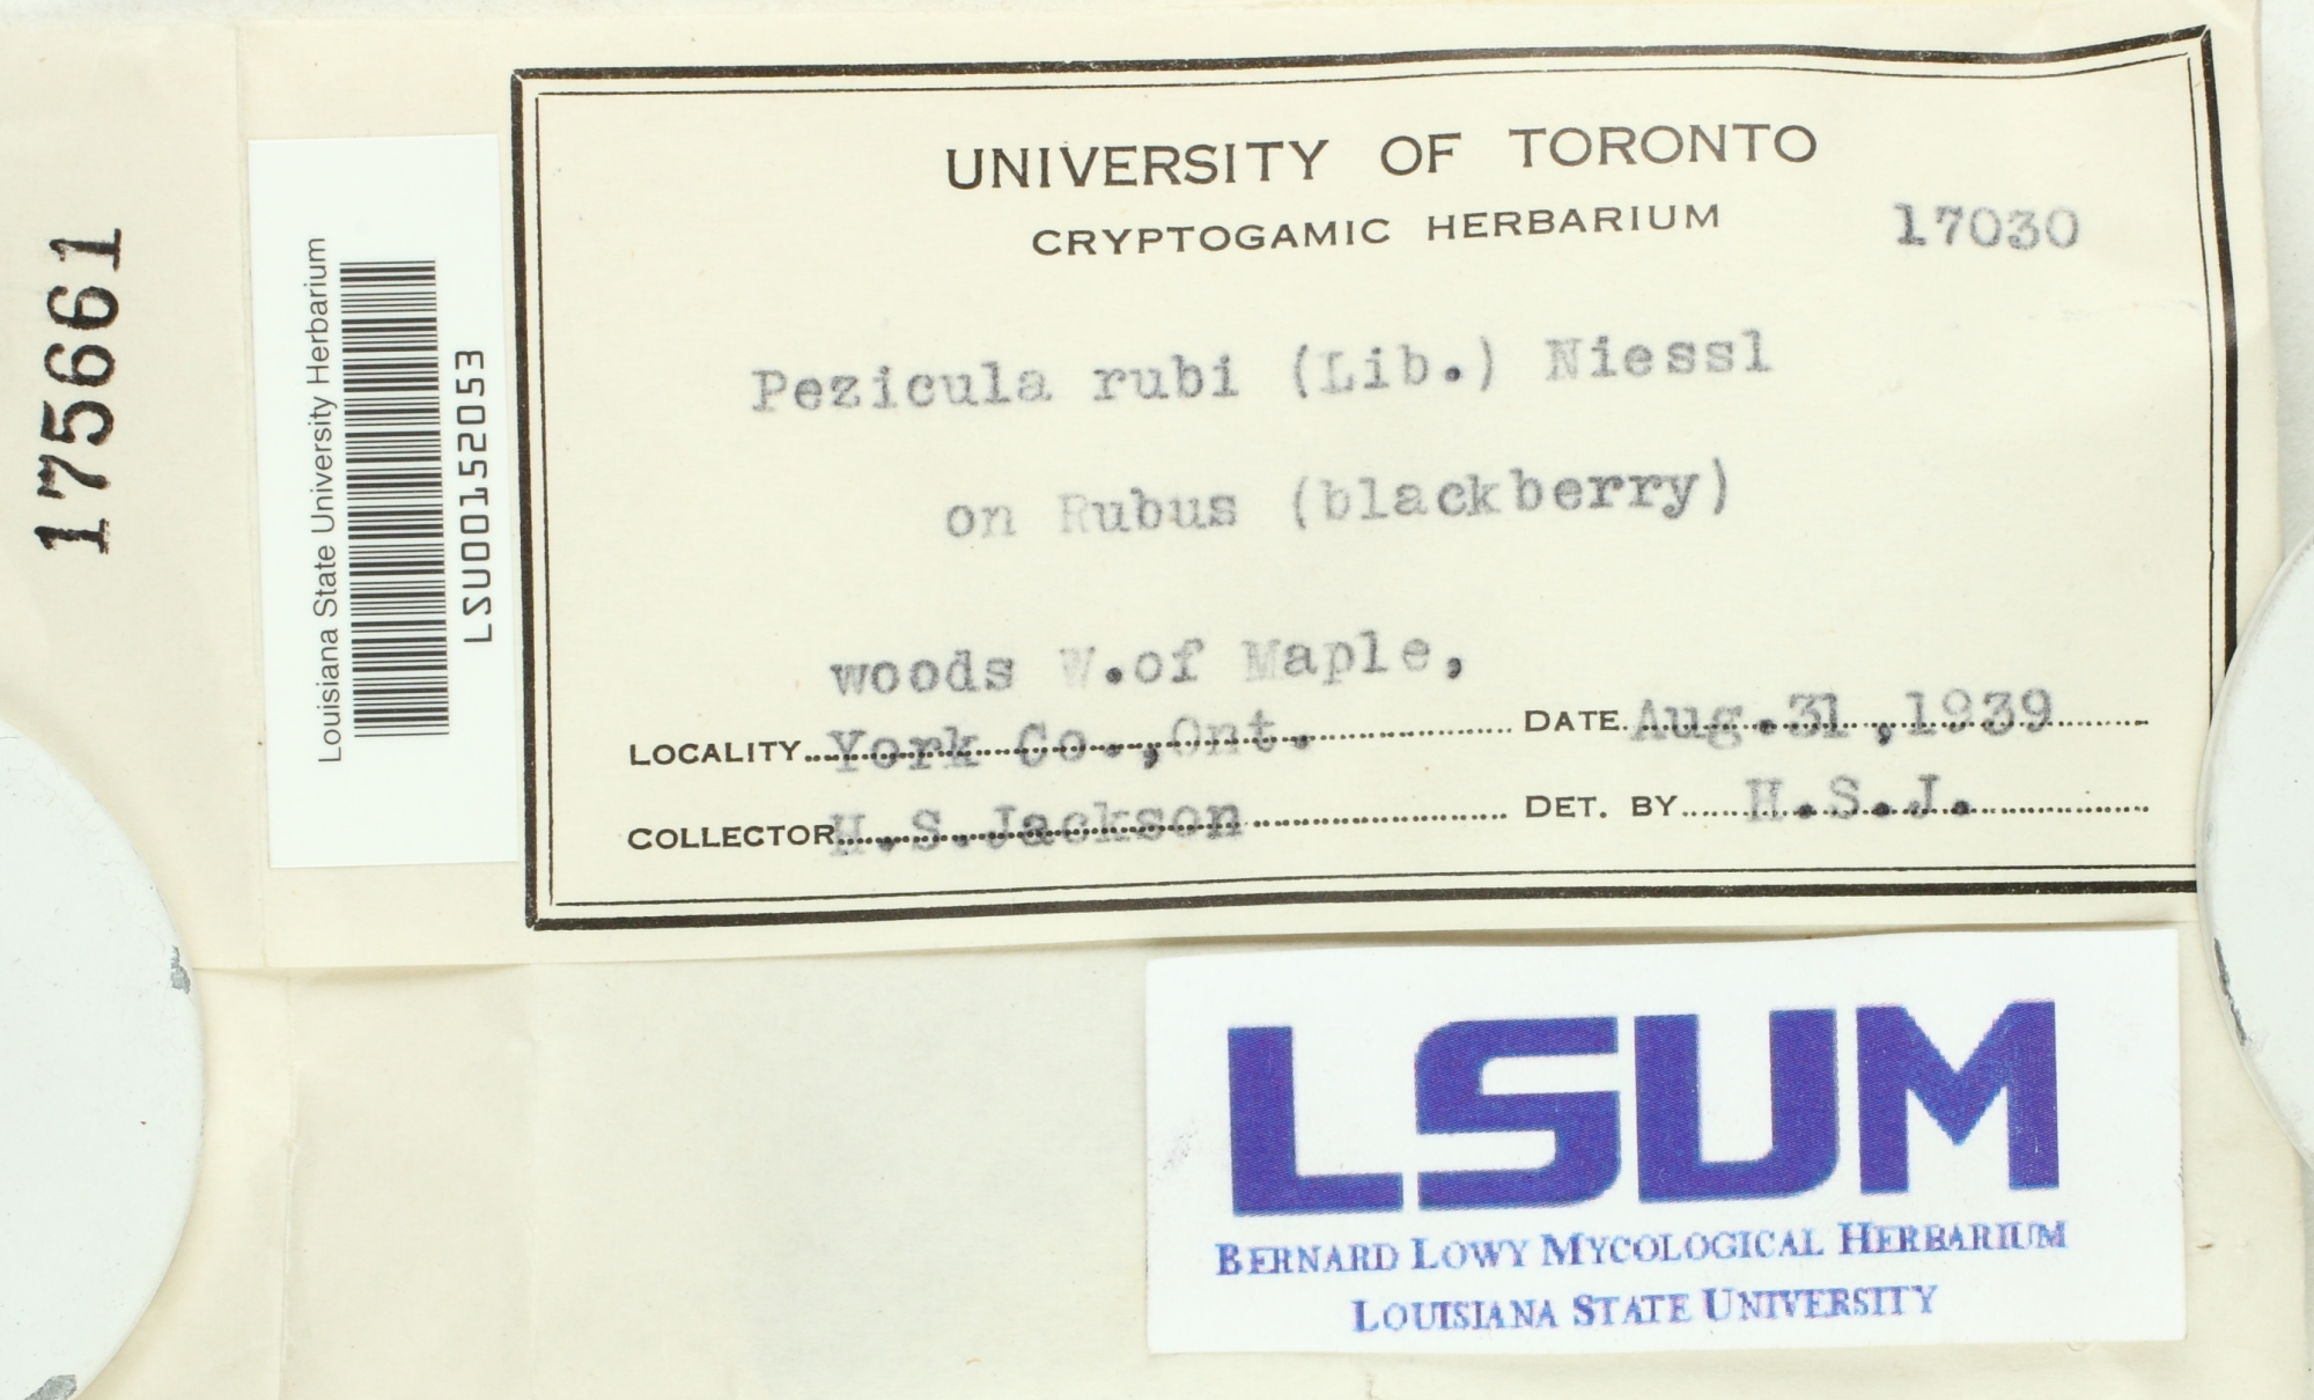 175661
Louisiana State University Herbarium
LSU00152053
UNIVERSITY OF TORONTO
CRYPTOGAMIC HERBARIUM 17030
Pezicula rubi (Lib.) Niessl
on Rubus (blackberry)
woods W.of Maple,
LOCALITY York Co.,Ont. DATE Aug.31,1939
COLLECTOR H.S.Jackson DET. BY H.S.J.
LSUM
BERNARD LOWY MYCOLOGICAL HERBARIUM
LOUISIANA STATE UNIVERSITY